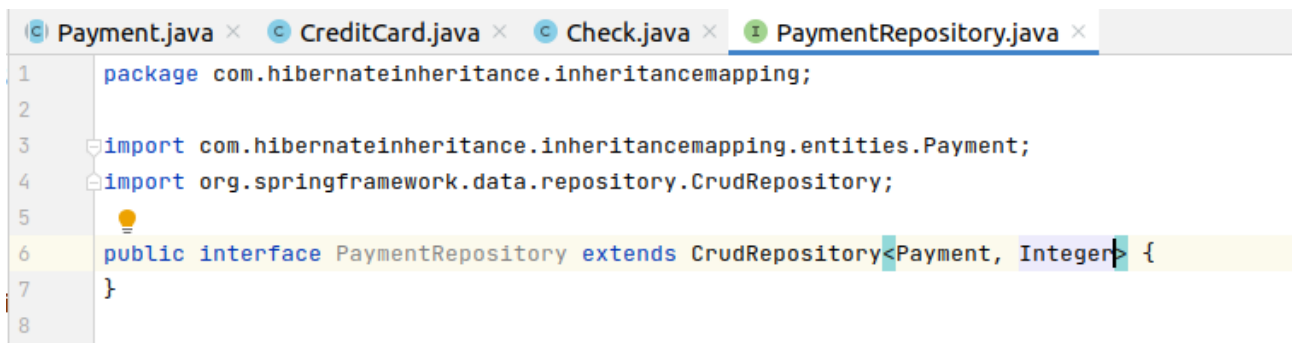 Payment.java × CreditCard.java × Check.java × PaymentRepository.java ×
1 package com.hibernateinheritance.inheritancemapping;
2
3 import com.hibernateinheritance.inheritancemapping.entities.Payment;
4 import org.springframework.data.repository.CrudRepository;
5
6 public interface PaymentRepository extends CrudRepository<Payment, Integer> {
7 }
8